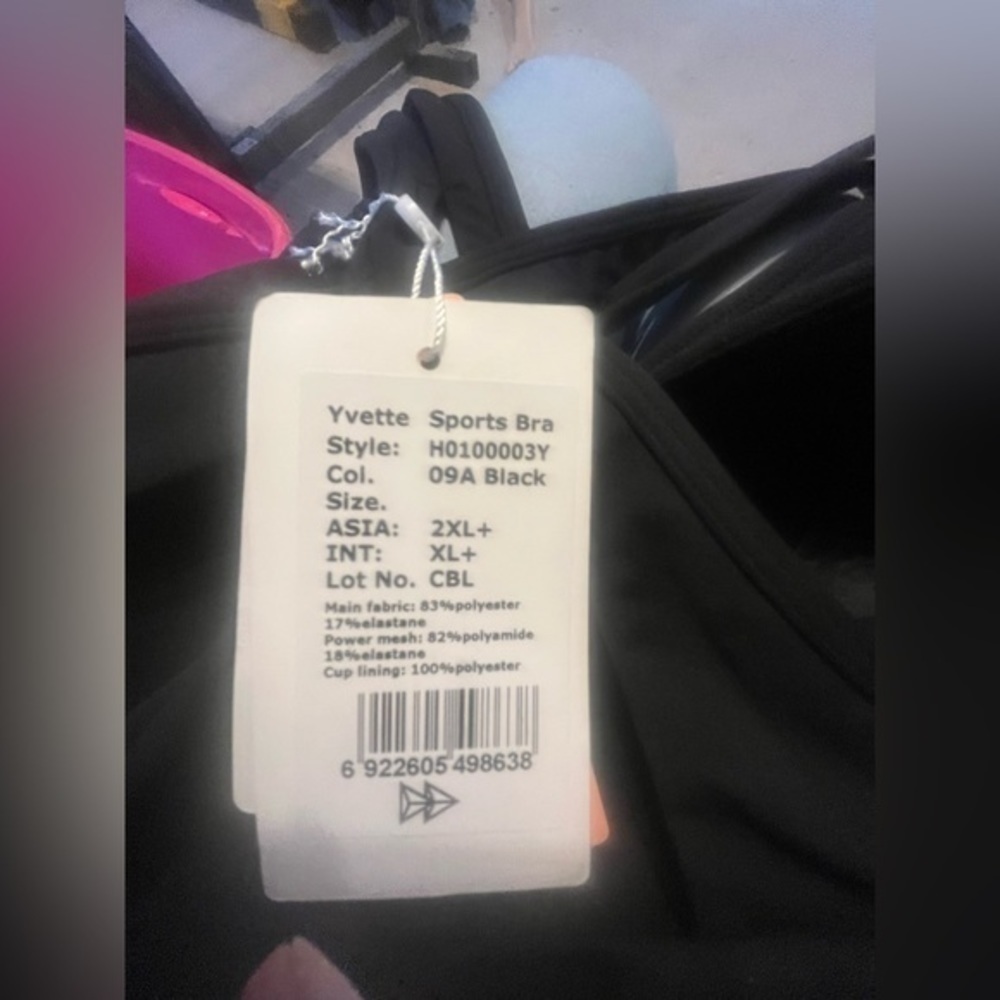 Yvette Sports Bra
Style: H0100003Y
Col. 09A Black
Size.
ASIA: 2XL+
INT: XL+
Lot No. CBL
Main fabric: 83%polyester
17%elastane
Power mesh: 82%polyamide
18%elastane
Cup lining: 100%polyester
6 922605 498638